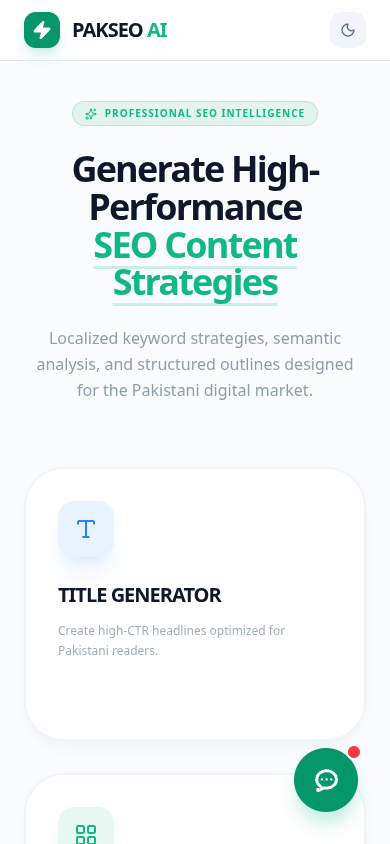 PAKSEO AI
PROFESSIONAL SEO INTELLIGENCE
Generate High-
Performance
SEO Content
Strategies
Localized keyword strategies, semantic
analysis, and structured outlines designed
for the Pakistani digital market.
TITLE GENERATOR
Create high-CTR headlines optimized for
Pakistani readers.